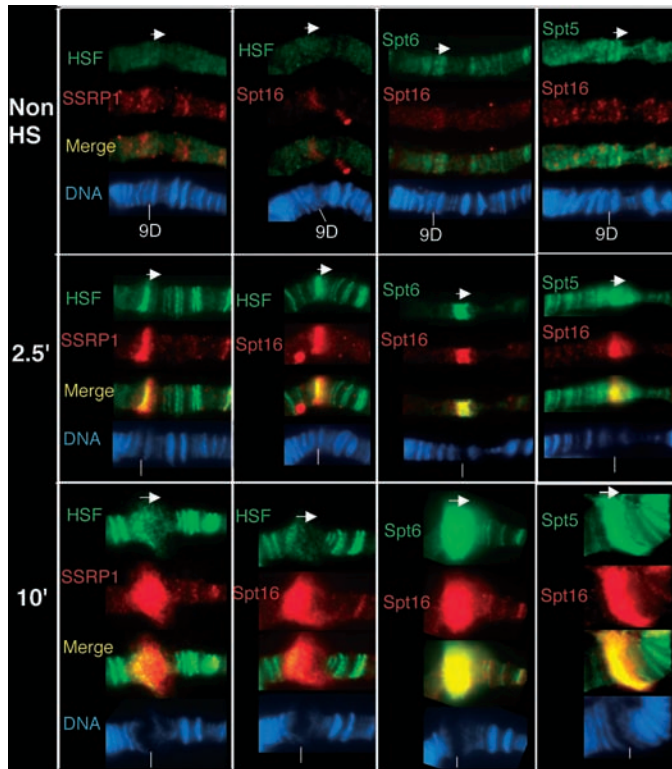 Non HS
HSF
SSRP1
Merge
DNA
9D
HSF
Spt16
9D
Spt6
Spt16
9D
Spt5
Spt16
9D
2.5'
HSF
SSRP1
Merge
DNA
HSF
Spt16
Spt6
Spt16
Spt5
Spt16
10'
HSF
SSRP1
Merge
DNA
HSF
Spt16
Spt6
Spt16
Spt5
Spt16